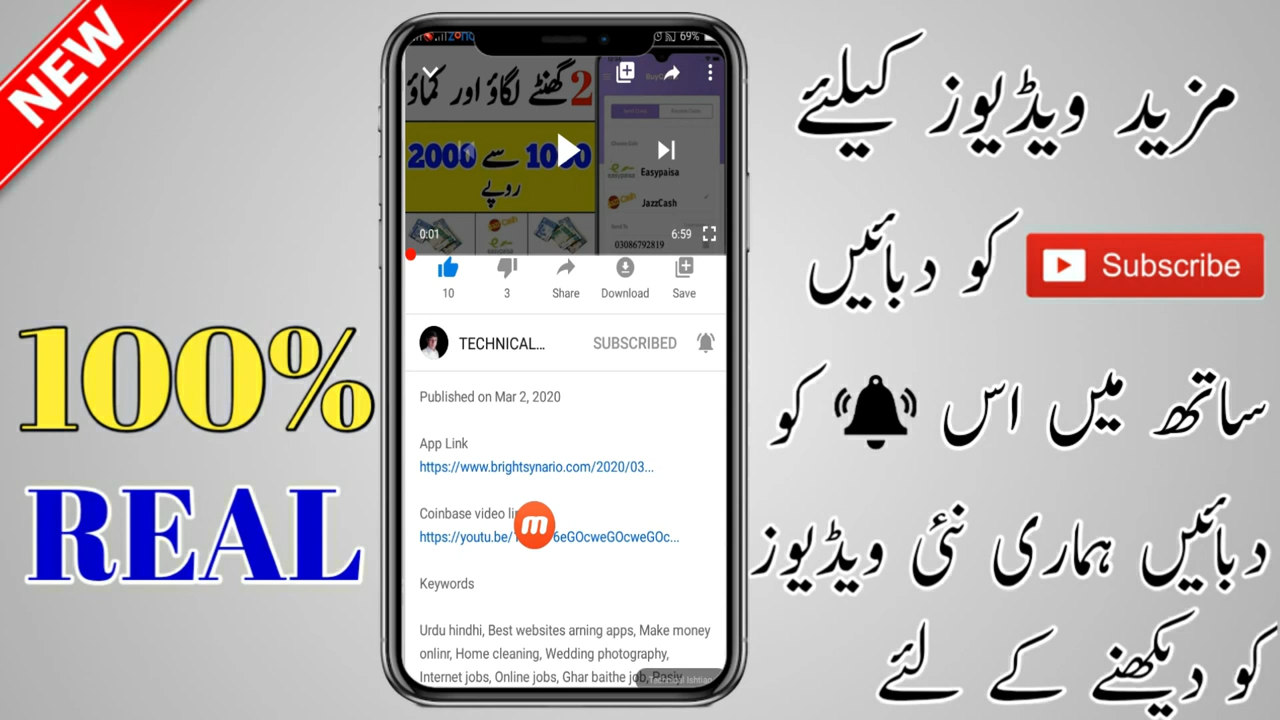 NEW
100%
REAL
69%
2 گھنٹے لگاؤ اور کماؤ
1000 سے 2000
روپے
Easypaisa
JazzCash
03086792819
0:01
6:59
10
3
Share
Download
Save
TECHNICAL...
SUBSCRIBED
Published on Mar 2, 2020
App Link
https://www.brightsynario.com/2020/03...
Coinbase video
https://youtu.be/
6eGOcweGOcweGOc...
Keywords
Urdu hindhi, Best websites arning apps, Make money
onlinr, Home cleaning, Wedding photography,
Internet jobs, Online jobs, Ghar baithe job,
Technical Ishtiaq
مزید ویڈیوز کیلئے
Subscribe کو دبائیں
ساتھ میں اس کو
دبائیں ہماری نئی ویڈیوز
کو دیکھنے کے لئے